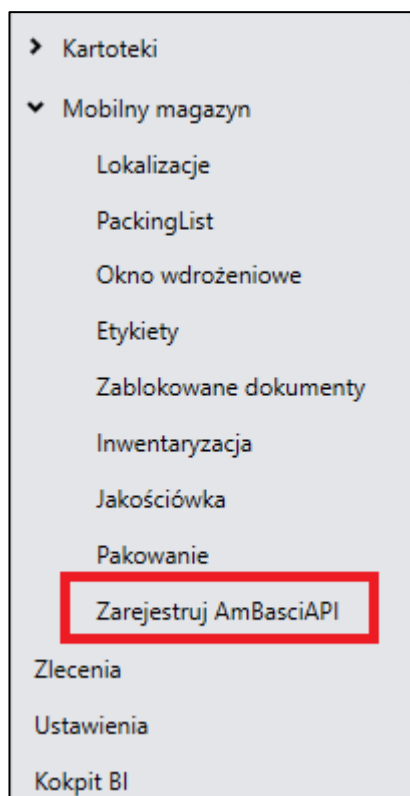 Kartoteki
Mobilny magazyn
Lokalizacje
PackingList
Okno wdrożeniowe
Etykiety
Zablokowane dokumenty
Inwentaryzacja
Jakościówka
Pakowanie
Zarejestruj AmBasciAPI
Zlecenia
Ustawienia
Kokpit BI